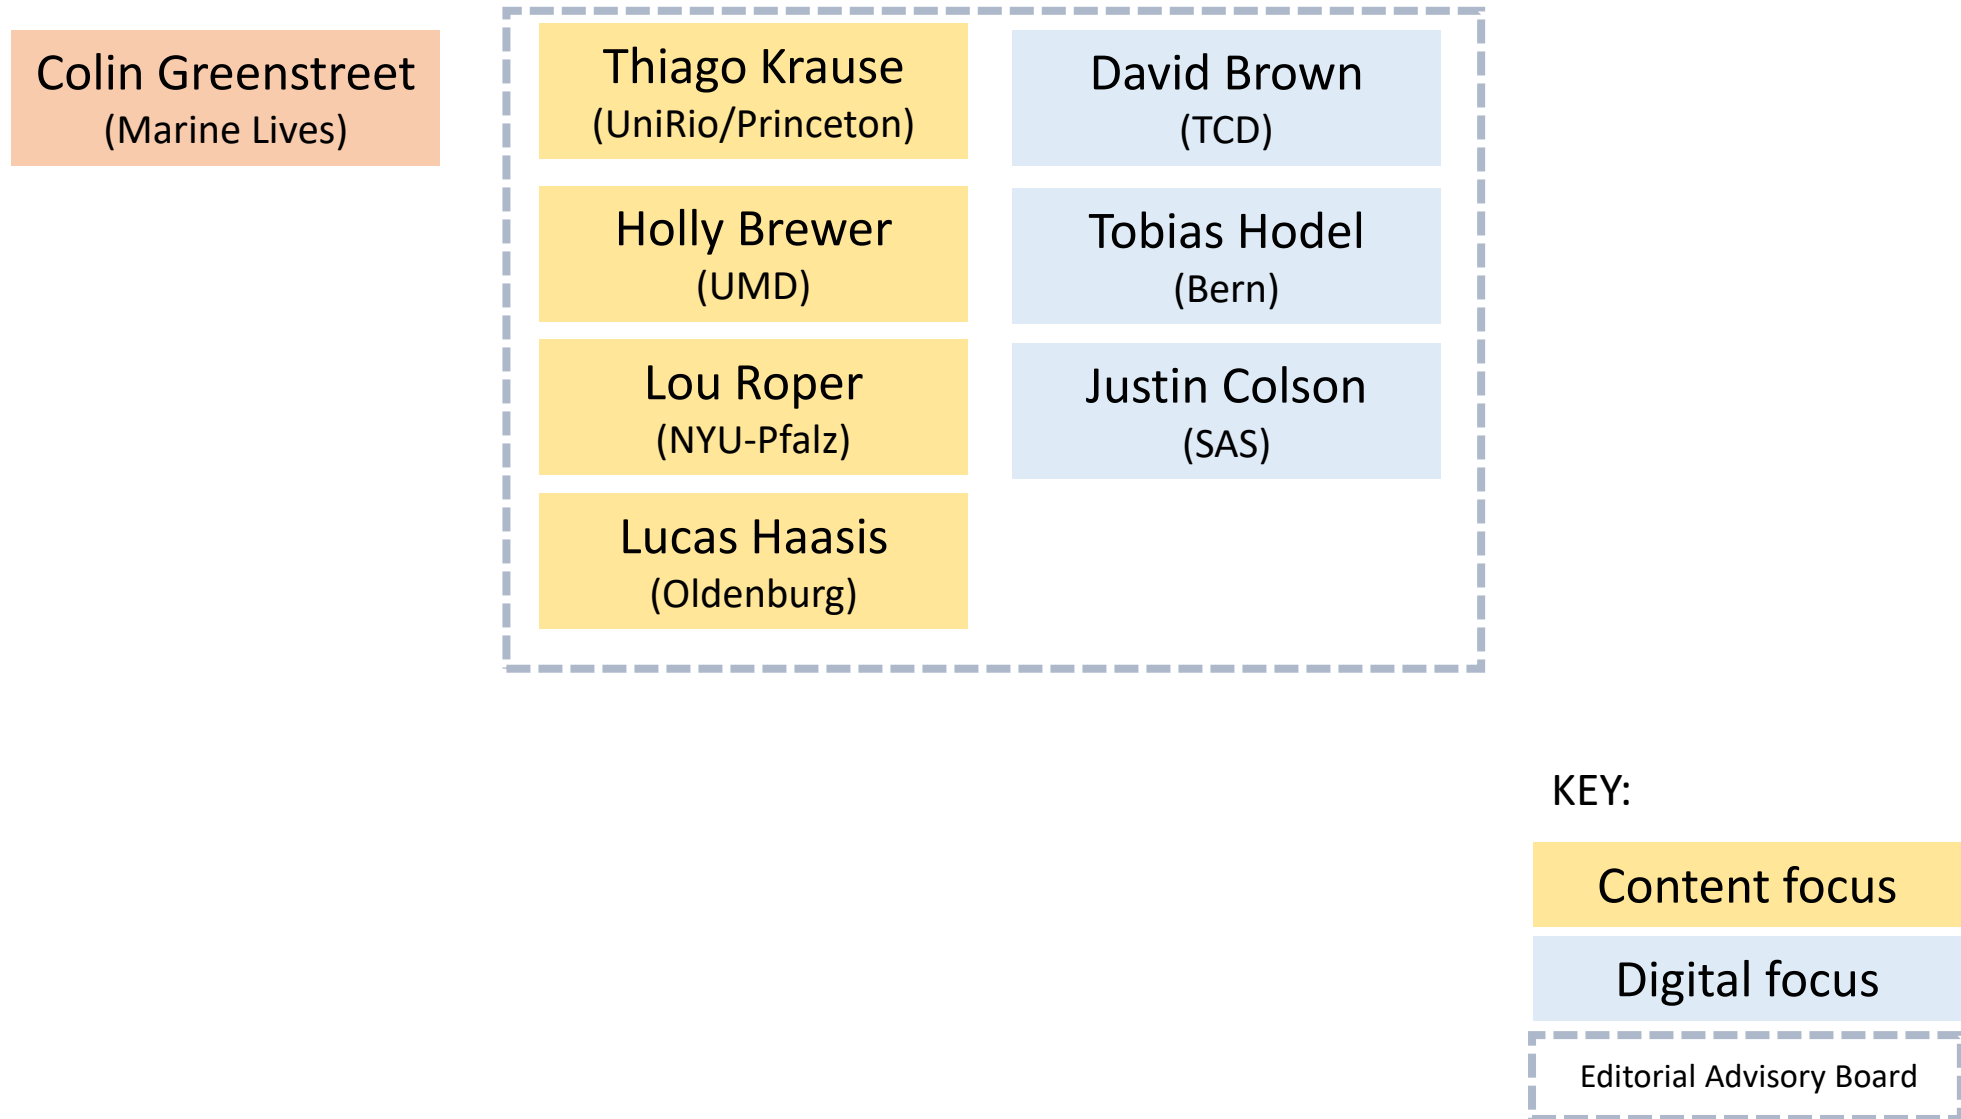 Colin Greenstreet
(Marine Lives)
Thiago Krause
(UniRio/Princeton)
Holly Brewer
(UMD)
Lou Roper
(NYU-Pfalz)
Lucas Haasis
(Oldenburg)
David Brown
(TCD)
Tobias Hodel
(Bern)
Justin Colson
(SAS)
KEY:
Content focus
Digital focus
Editorial Advisory Board